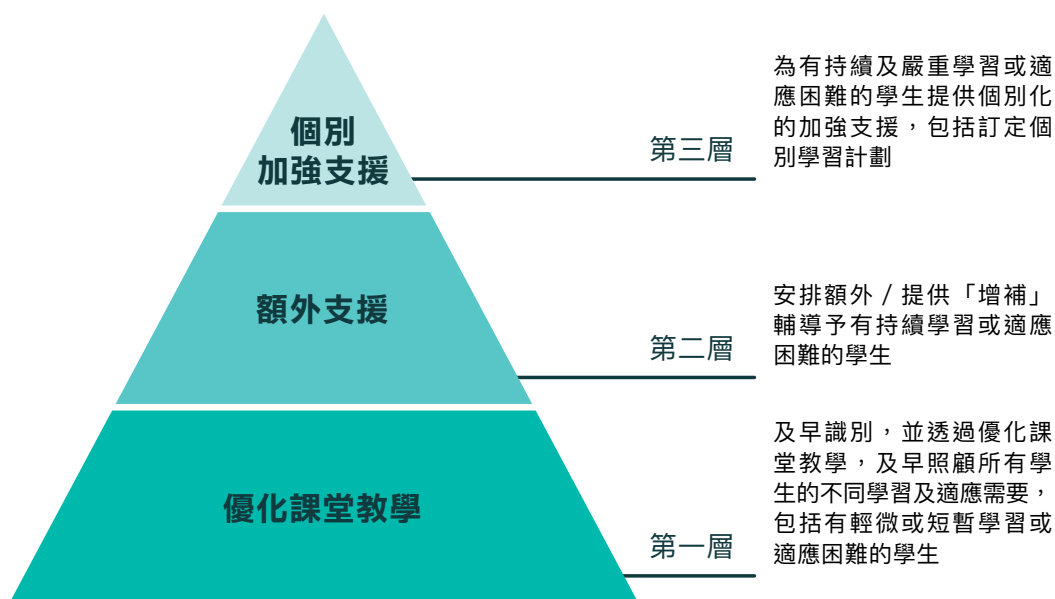 個別
加強支援
第三層
為有持續及嚴重學習或適
應困難的學生提供個別化
的加強支援，包括訂定個
別學習計劃
額外支援
第二層
安排額外 / 提供「增補」
輔導予有持續學習或適應
困難的學生
優化課堂教學
第一層
及早識別，並透過優化課
堂教學，及早照顧所有學
生的不同學習及適應需要，
包括有輕微或短暫學習或
適應困難的學生